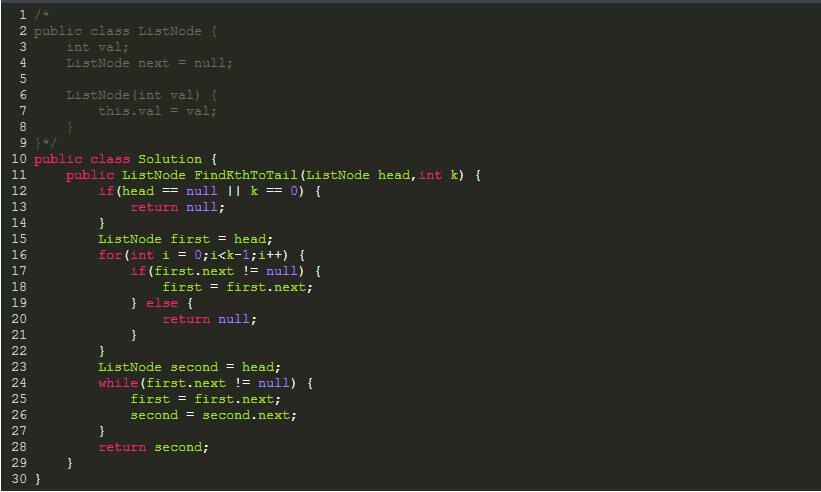 1 /*
2 public class ListNode {
3     int val;
4     ListNode next = null;
5
6     ListNode(int val) {
7         this.val = val;
8     }
9 }*/
10 public class Solution {
11     public ListNode FindKthToTail(ListNode head,int k) {
12         if(head == null || k == 0) {
13             return null;
14         }
15         ListNode first = head;
16         for(int i = 0;i<k-1;i++) {
17             if(first.next != null) {
18                 first = first.next;
19             } else {
20                 return null;
21             }
22         }
23         ListNode second = head;
24         while(first.next != null) {
25             first = first.next;
26             second = second.next;
27         }
28         return second;
29     }
30 }